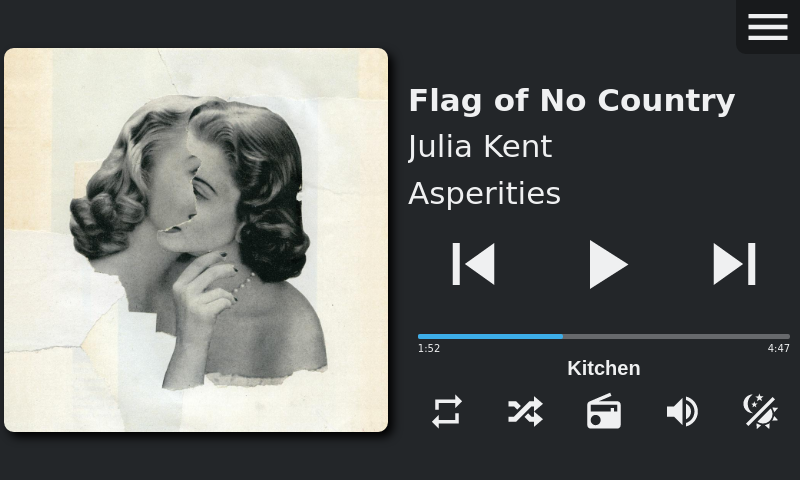 Flag of No Country
Julia Kent
Asperities
1:52
4:47
Kitchen